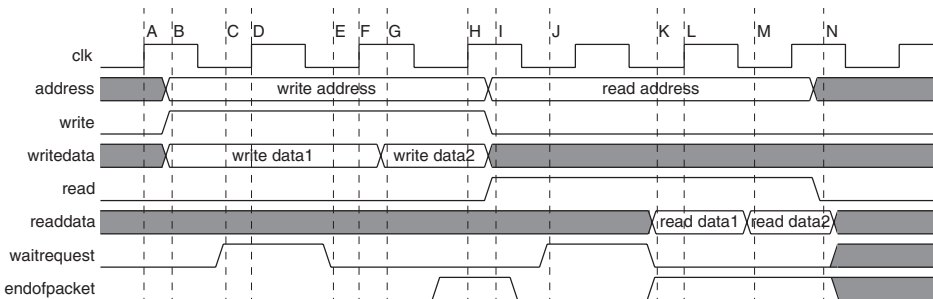 A B C D E F G H I J K L M N
clk
address write address read address
write
writedata write data1 write data2
read
readdata read data1 read data2
waitrequest
endofpacket